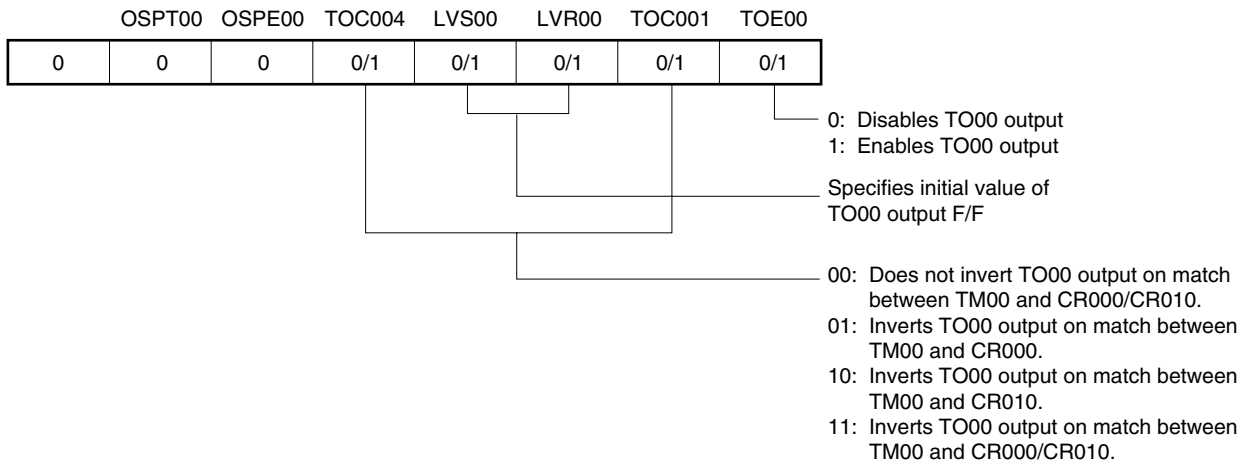 OSPT00 OSPE00 TOC004 LVS00 LVR00 TOC001 TOE00
0 0 0 0/1 0/1 0/1 0/1 0/1
0: Disables TO00 output
1: Enables TO00 output
Specifies initial value of
TO00 output F/F
00: Does not invert TO00 output on match
between TM00 and CR000/CR010.
01: Inverts TO00 output on match between
TM00 and CR000.
10: Inverts TO00 output on match between
TM00 and CR010.
11: Inverts TO00 output on match between
TM00 and CR000/CR010.